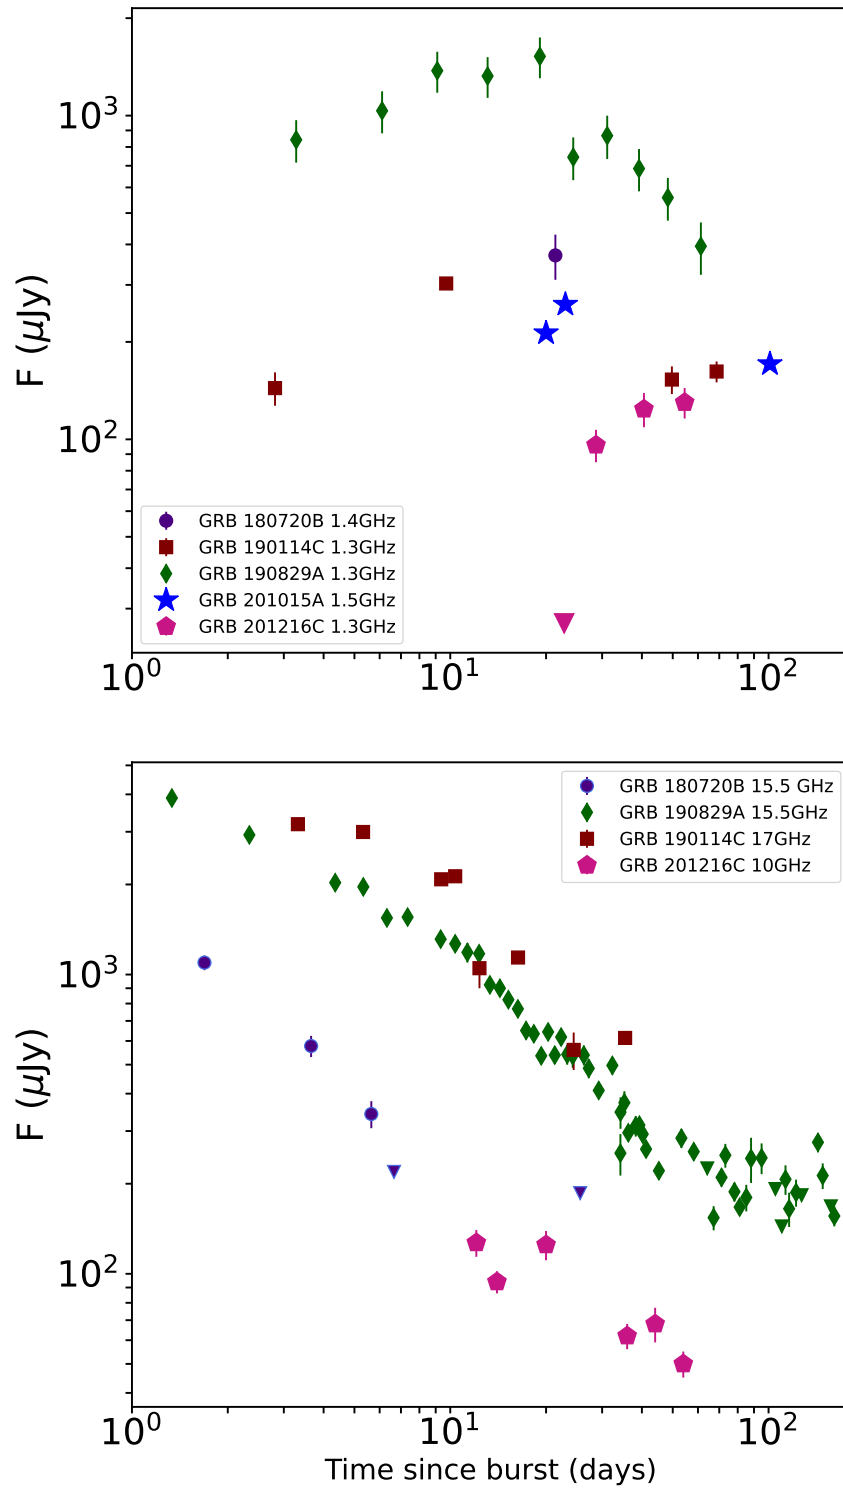 10³
10²
F (μJy)
GRB 180720B 1.4GHz
GRB 190114C 1.3GHz
GRB 190829A 1.3GHz
GRB 201015A 1.5GHz
GRB 201216C 1.3GHz
10⁰ 10¹ 10²
GRB 180720B 15.5 GHz
GRB 190829A 15.5GHz
GRB 190114C 17GHz
GRB 201216C 10GHz
10³
10²
F (μJy)
10⁰ 10¹ 10²
Time since burst (days)